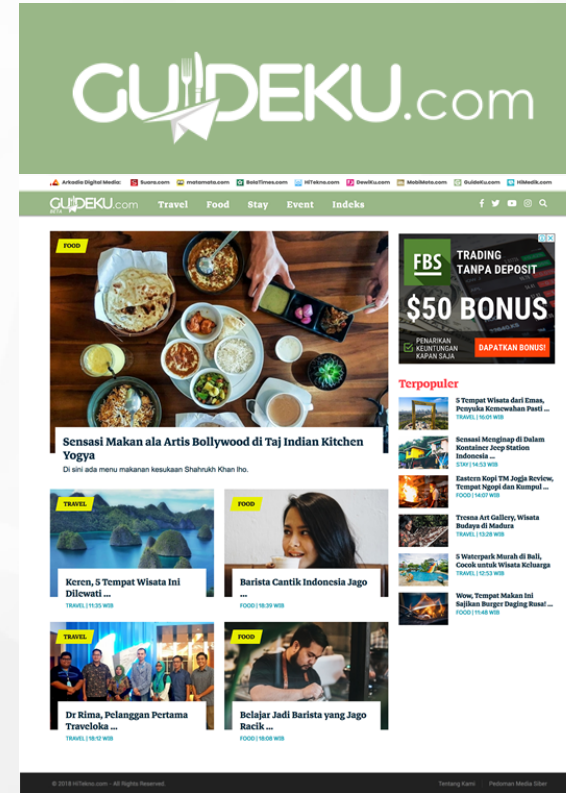 GUIDEKU.com
Arkadia Digital Media: Suara.com matamata.com BolaTimes.com HiTekno.com DewiKu.com MobiMoto.com GuideKu.com HiMedik.com
GUIDEKU.com Travel Food Stay Event Indeks
BETA
FOOD
Sensasi Makan ala Artis Bollywood di Taj Indian Kitchen
Yogya
Di sini ada menu makanan kesukaan Shahrukh Khan lho.
FBS TRADING
TANPA DEPOSIT
$50 BONUS
PENARIKAN
KEUNTUNGAN
KAPAN SAJA
DAPATKAN BONUS!
Terpopuler
5 Tempat Wisata dari Emas,
Penyuka Kemewahan Pasti ...
TRAVEL | 16:01 WIB
Sensasi Menginap di Dalam
Kontainer Jeep Station
Indonesia ...
STAY | 14:53 WIB
Eastern Kopi TM Jogja Review,
Tempat Ngopi dan Kumpul ...
FOOD | 14:07 WIB
Tresna Art Gallery, Wisata
Budaya di Madura
TRAVEL | 13:28 WIB
5 Waterpark Murah di Bali,
Cocok untuk Wisata Keluarga
TRAVEL | 12:53 WIB
Wow, Tempat Makan Ini
Sajikan Burger Daging Rusa! ...
FOOD | 11:48 WIB
TRAVEL
Keren, 5 Tempat Wisata Ini
Dilewati ...
TRAVEL | 11:35 WIB
FOOD
Barista Cantik Indonesia Jago
...
FOOD | 18:39 WIB
TRAVEL
Dr Rima, Pelanggan Pertama
Traveloka ...
TRAVEL | 18:12 WIB
FOOD
Belajar Jadi Barista yang Jago
Racik ...
FOOD | 16:08 WIB
© 2018 HiTekno.com - All Rights Reserved. Tentang Kami Pedoman Media Siber